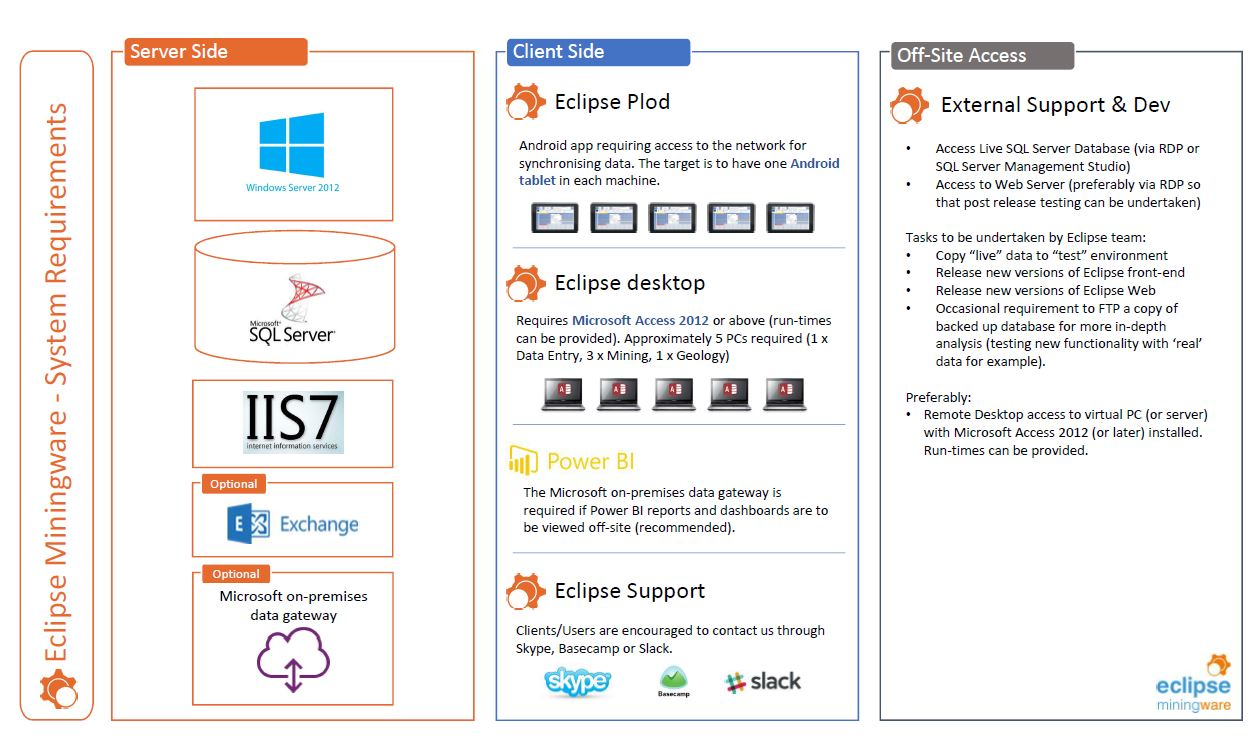 Eclipse Miningware - System Requirements
Server Side
Windows Server 2012
Microsoft®
SQL Server®
IIS7
internet information services
Optional
E
Exchange
Optional
Microsoft on-premises
data gateway
Client Side
Eclipse Plod
Android app requiring access to the network for
synchronising data. The target is to have one Android
tablet in each machine.
Eclipse desktop
Requires Microsoft Access 2012 or above (run-times
can be provided). Approximately 5 PCs required (1 x
Data Entry, 3 x Mining, 1 x Geology)
A A A A A
Power BI
The Microsoft on-premises data gateway is
required if Power BI reports and dashboards are to
be viewed off-site (recommended).
Eclipse Support
Clients/Users are encouraged to contact us through
Skype, Basecamp or Slack.
skype
Basecamp
slack
Off-Site Access
External Support & Dev
• Access Live SQL Server Database (via RDP or
SQL Server Management Studio)
• Access to Web Server (preferably via RDP so
that post release testing can be undertaken)
Tasks to be undertaken by Eclipse team:
• Copy “live” data to “test” environment
• Release new versions of Eclipse front-end
• Release new versions of Eclipse Web
• Occasional requirement to FTP a copy of
backed up database for more in-depth
analysis (testing new functionality with ‘real’
data for example).
Preferably:
• Remote Desktop access to virtual PC (or server)
with Microsoft Access 2012 (or later) installed.
Run-times can be provided.
eclipse
miningware